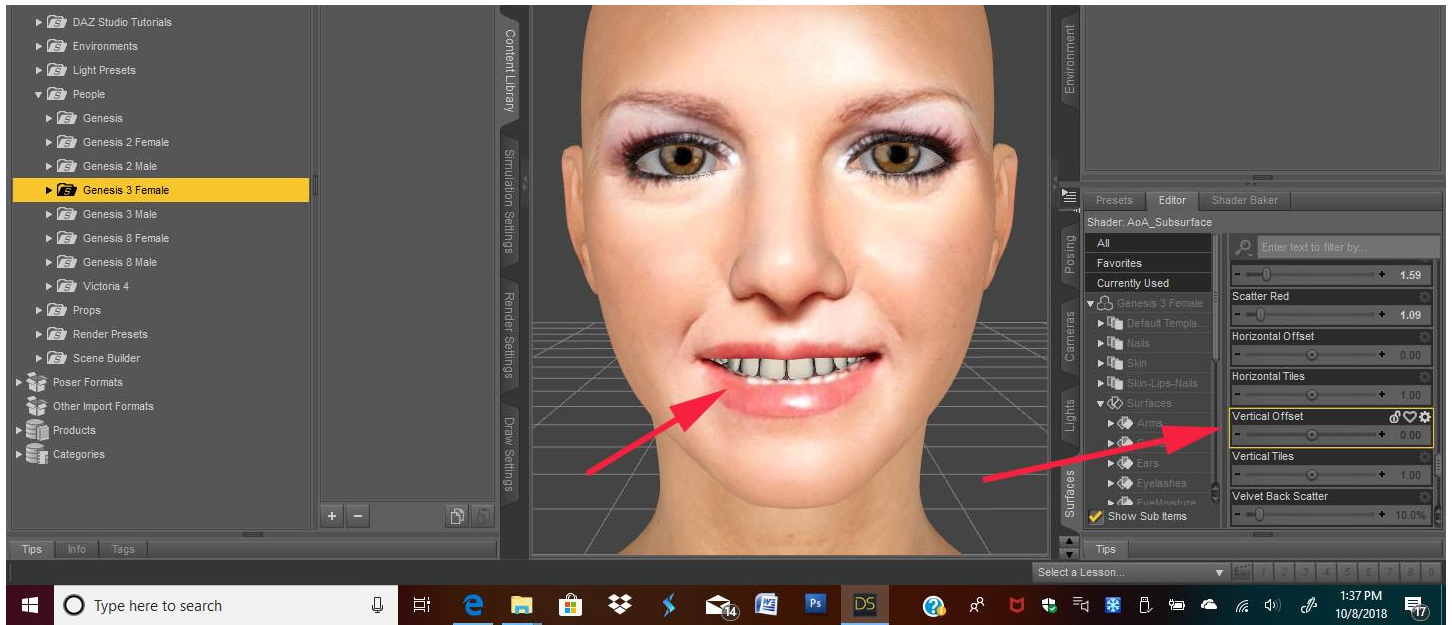 DAZ Studio Tutorials
Environments
Light Presets
People
Genesis
Genesis 2 Female
Genesis 2 Male
Genesis 3 Female
Genesis 3 Male
Genesis 8 Female
Genesis 8 Male
Victoria 4
Props
Render Presets
Scene Builder
Poser Formats
Other Import Formats
Products
Categories
Tips
Info
Tags
Content Library
Simulation Settings
Render Settings
Draw Settings
Environment
Posing
Cameras
Lights
Surfaces
Presets
Editor
Shader Baker
Shader: AoA_Subsurface
All
Favorites
Currently Used
Genesis 3 Female
Default Templa...
Nails
Skin
Skin-Lips-Nails
Surfaces
Arms
Ears
Eyelashes
EyeMoisture
Show Sub Items
Enter text to filter by...
1.59
Scatter Red
1.09
Horizontal Offset
0.00
Horizontal Tiles
1.00
Vertical Offset
0.00
Vertical Tiles
1.00
Velvet Back Scatter
10.0%
Tips
Select a Lesson...
1 2 3 4 5 6 7 8 9
Type here to search
14
Ps
DS
1:37 PM
10/8/2018
17